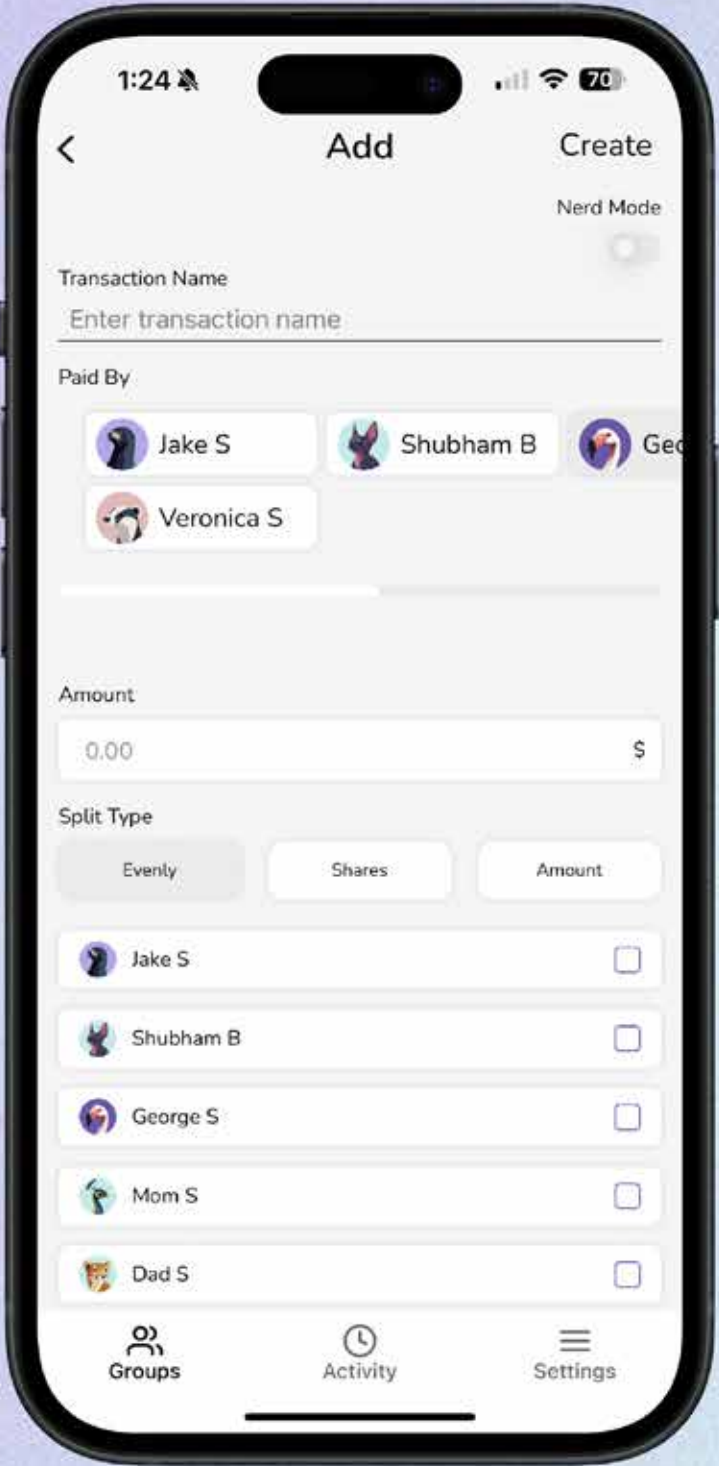 1:24 70
Add Create
Nerd Mode
Transaction Name
Enter transaction name
Paid By
Jake S Shubham B Geo
Veronica S
Amount
0.00 $
Split Type
Evenly Shares Amount
Jake S
Shubham B
George S
Mom S
Dad S
Groups Activity Settings